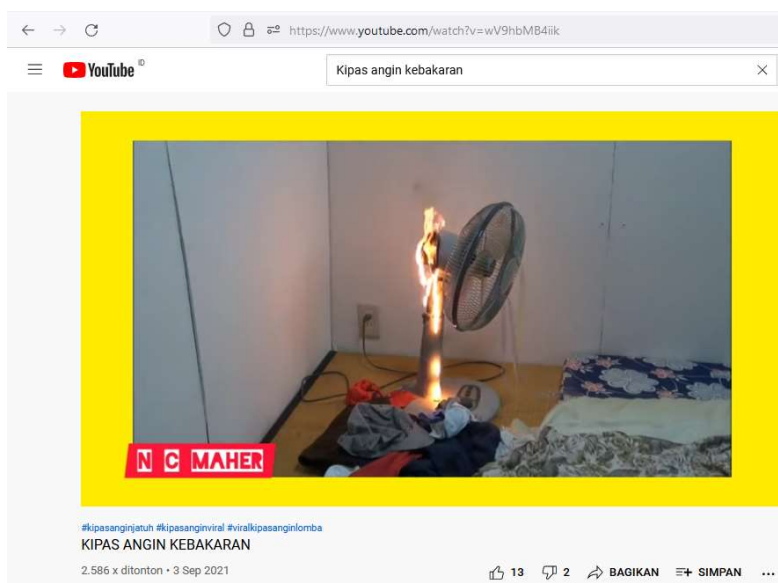 https://www.youtube.com/watch?v=wV9hbMB4iik
YouTube ID
Kipas angin kebakaran
N C MAHER
#kipasanginjatuh #kipasanginviral #viralkipasanginlomba
KIPAS ANGIN KEBAKARAN
2.586 x ditonton • 3 Sep 2021
13 2 BAGIKAN SIMPAN ...